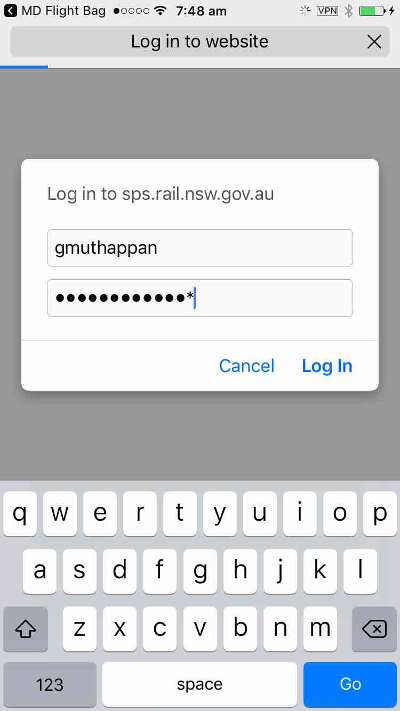 MD Flight Bag 7:48 am VPN
Log in to website
Log in to sps.rail.nsw.gov.au
gmuthappan
••••••••••••*
Cancel Log In
q w e r t y u i o p
a s d f g h j k l
z x c v b n m
123 space Go